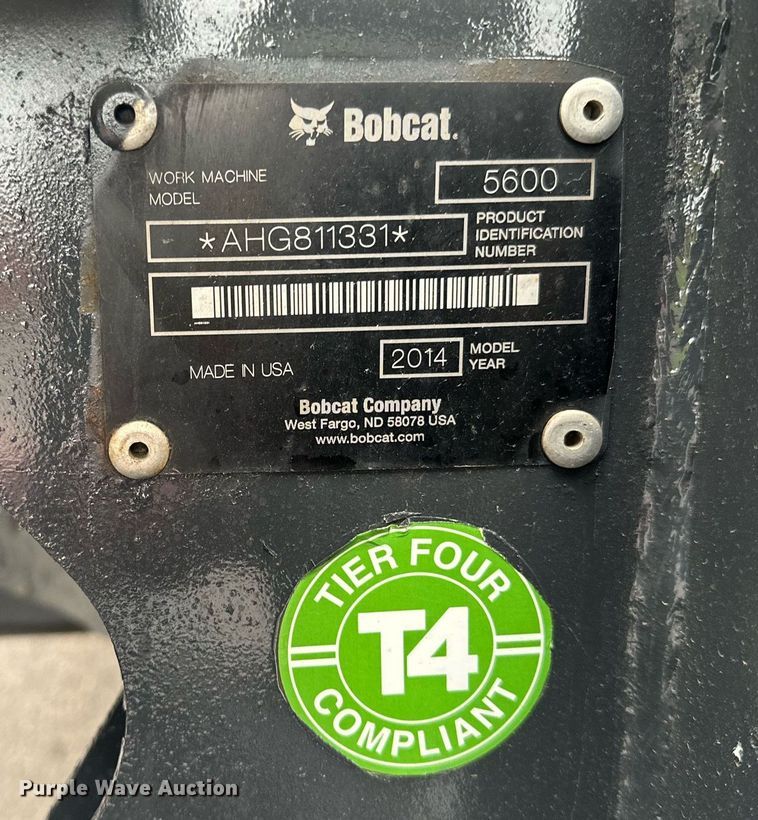 Bobcat.
WORK MACHINE
MODEL
5600
*AHG811331*
PRODUCT
IDENTIFICATION
NUMBER
MADE IN USA
2014
MODEL
YEAR
Bobcat Company
West Fargo, ND 58078 USA
www.bobcat.com
TIER FOUR
T4
COMPLIANT
Purple Wave Auction